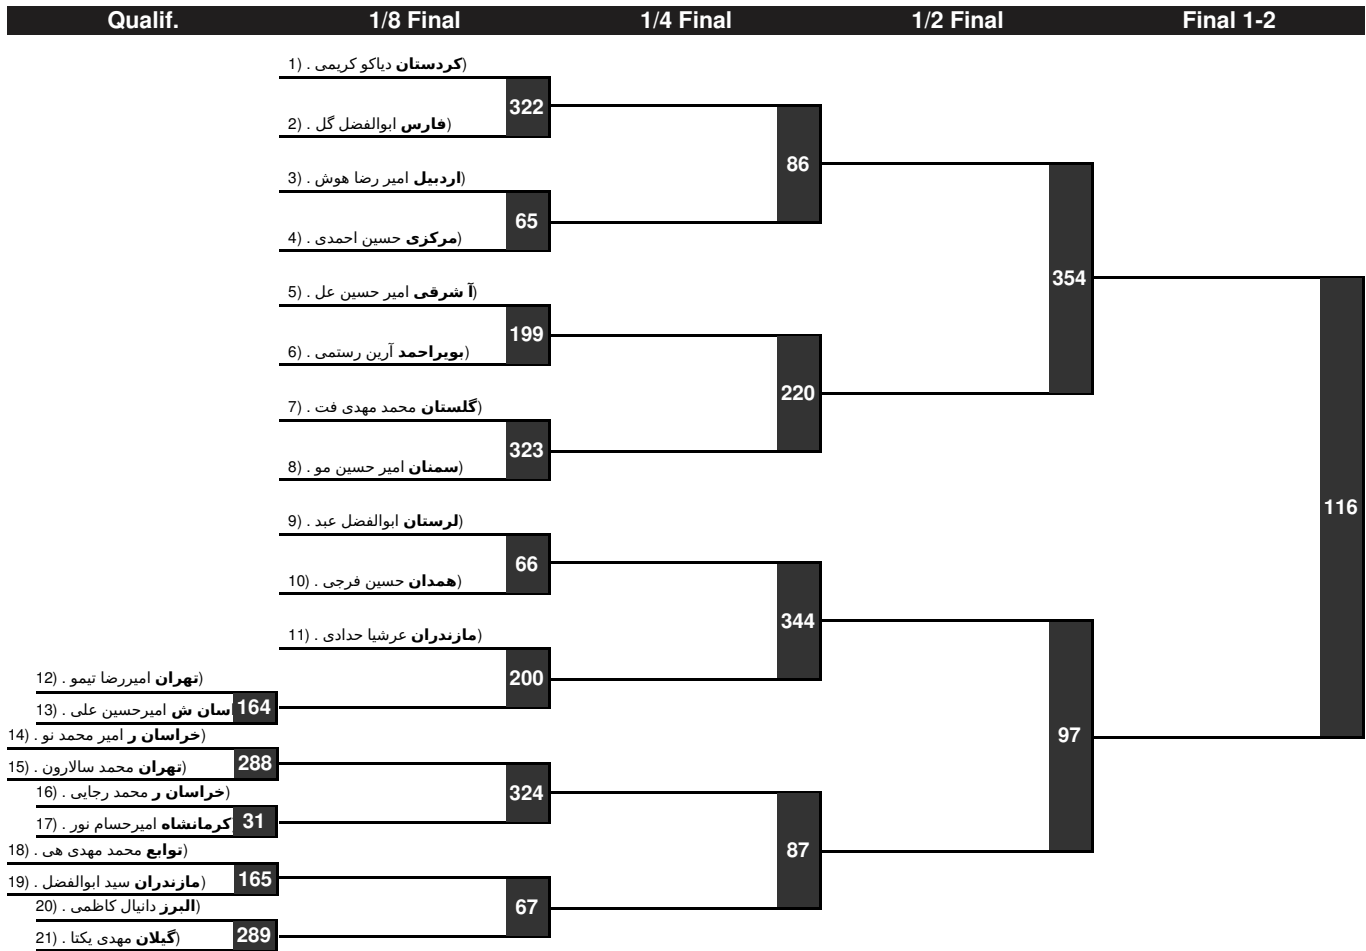 Qualif. 1/8 Final 1/4 Final 1/2 Final Final 1-2
1) . دیاکو کریمی (کردستان)
322
2) . ابوالفضل گل (فارس)
86
3) . امیر رضا هوش (اردبیل)
65
4) . حسین احمدی (مرکزی)
354
5) . امیر حسین عل (آ شرقی)
199
6) . آرین رستمی (بویراحمد)
220
7) . محمد مهدی فت (گلستان)
323
8) . امیر حسین مو (سمنان)
116
9) . ابوالفضل عبد (لرستان)
66
10) . حسین فرجی (همدان)
344
11) . عرشیا حدادی (مازندران)
200
12) . امیررضا تیمو (تهران)
164
13) . امیرحسین علی اسان ش
97
14) . امیر محمد نو (خراسان ر)
288
15) . محمد سالارون (تهران)
324
16) . محمد رجایی (خراسان ر)
31
17) . امیرحسام نور (کرمانشاه
87
18) . محمد مهدی هی (توابع)
165
19) . سید ابوالفضل (مازندران)
67
20) . دانیال کاظمی (البرز)
289
21) . مهدی یکتا (گیلان)